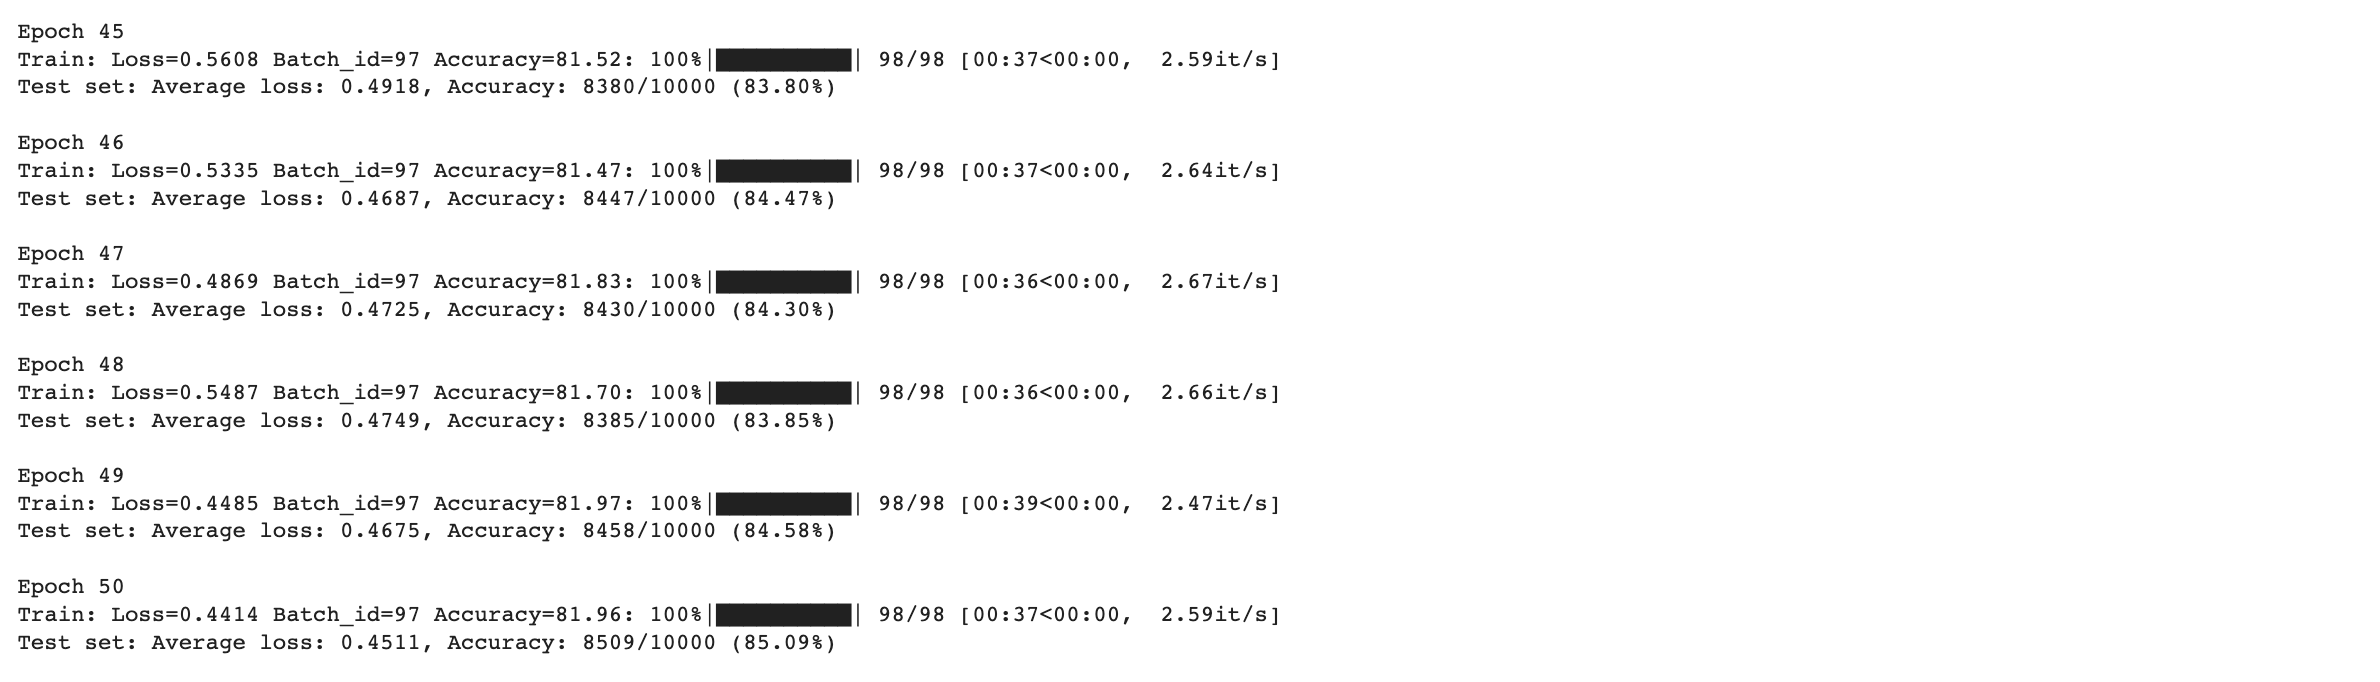 Epoch 45
Train: Loss=0.5608 Batch_id=97 Accuracy=81.52: 100%|██████████| 98/98 [00:37<00:00,  2.59it/s]
Test set: Average loss: 0.4918, Accuracy: 8380/10000 (83.80%)

Epoch 46
Train: Loss=0.5335 Batch_id=97 Accuracy=81.47: 100%|██████████| 98/98 [00:37<00:00,  2.64it/s]
Test set: Average loss: 0.4687, Accuracy: 8447/10000 (84.47%)

Epoch 47
Train: Loss=0.4869 Batch_id=97 Accuracy=81.83: 100%|██████████| 98/98 [00:36<00:00,  2.67it/s]
Test set: Average loss: 0.4725, Accuracy: 8430/10000 (84.30%)

Epoch 48
Train: Loss=0.5487 Batch_id=97 Accuracy=81.70: 100%|██████████| 98/98 [00:36<00:00,  2.66it/s]
Test set: Average loss: 0.4749, Accuracy: 8385/10000 (83.85%)

Epoch 49
Train: Loss=0.4485 Batch_id=97 Accuracy=81.97: 100%|██████████| 98/98 [00:39<00:00,  2.47it/s]
Test set: Average loss: 0.4675, Accuracy: 8458/10000 (84.58%)

Epoch 50
Train: Loss=0.4414 Batch_id=97 Accuracy=81.96: 100%|██████████| 98/98 [00:37<00:00,  2.59it/s]
Test set: Average loss: 0.4511, Accuracy: 8509/10000 (85.09%)